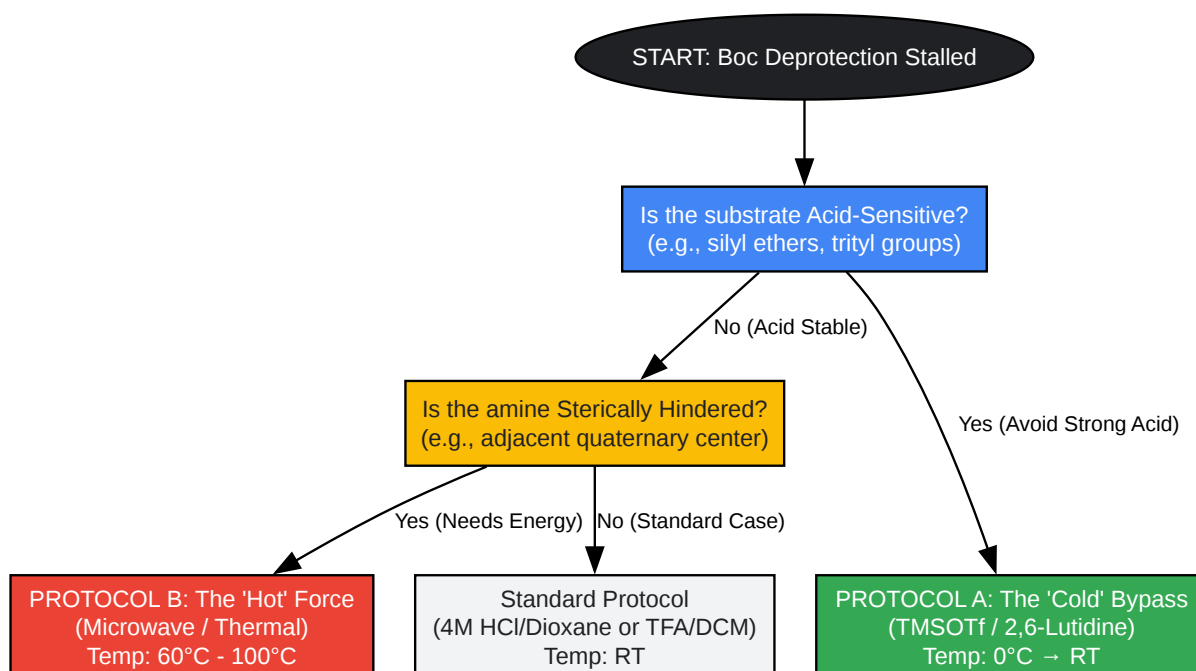 START: Boc Deprotection Stalled
Is the substrate Acid-Sensitive?
(e.g., silyl ethers, trityl groups)
No (Acid Stable)
Is the amine Sterically Hindered?
(e.g., adjacent quaternary center)
Yes (Avoid Strong Acid)
Yes (Needs Energy)
No (Standard Case)
PROTOCOL B: The 'Hot' Force
(Microwave / Thermal)
Temp: 60°C - 100°C
Standard Protocol
(4M HCl/Dioxane or TFA/DCM)
Temp: RT
PROTOCOL A: The 'Cold' Bypass
(TMSOTf / 2,6-Lutidine)
Temp: 0°C → RT